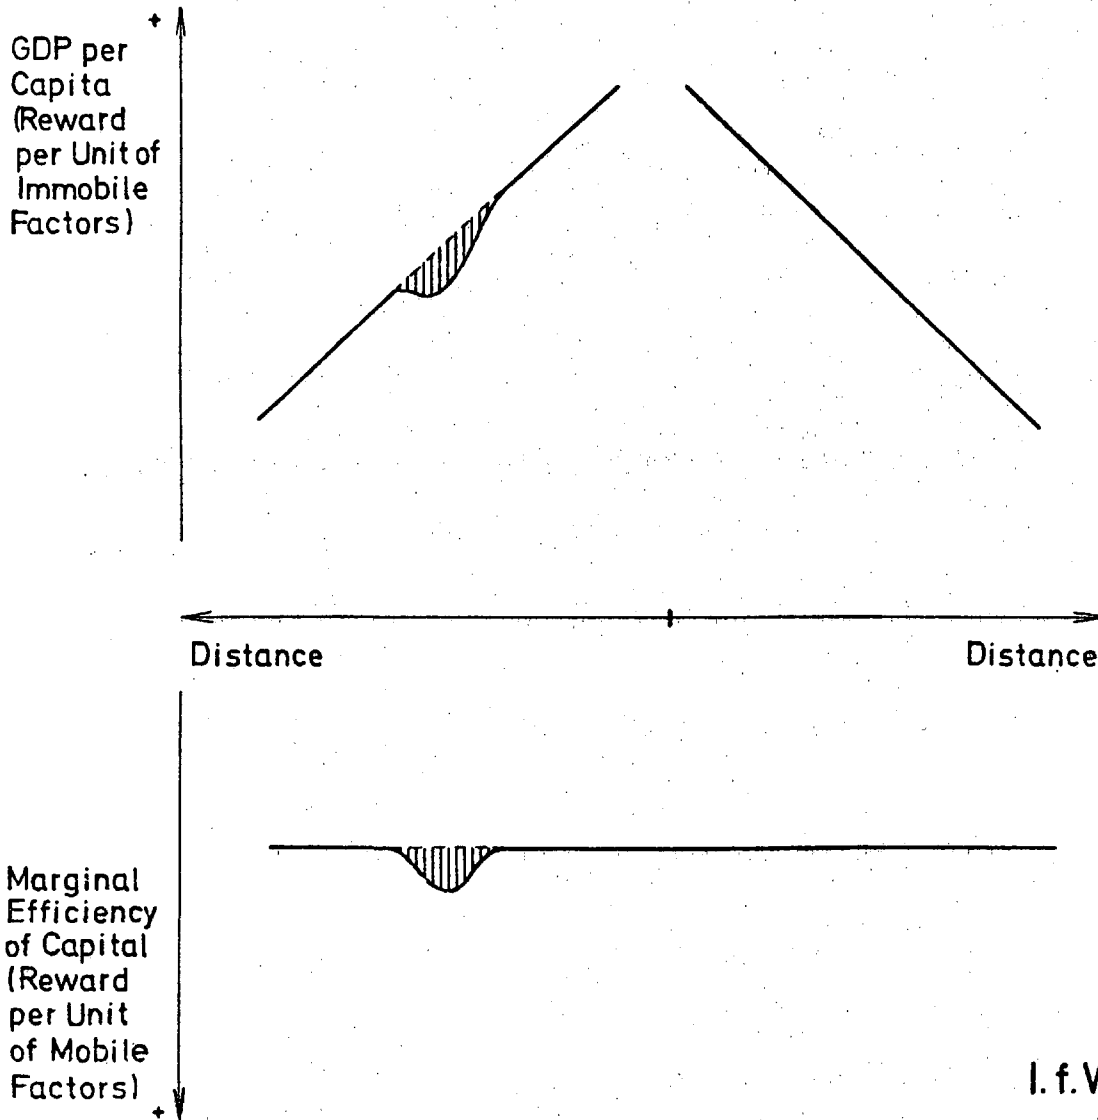 +
GDP per
Capita
(Reward
per Unit of
Immobile
Factors)
Distance
Distance
Marginal
Efficiency
of Capital
(Reward
per Unit
of Mobile
Factors)
+
I.f.W